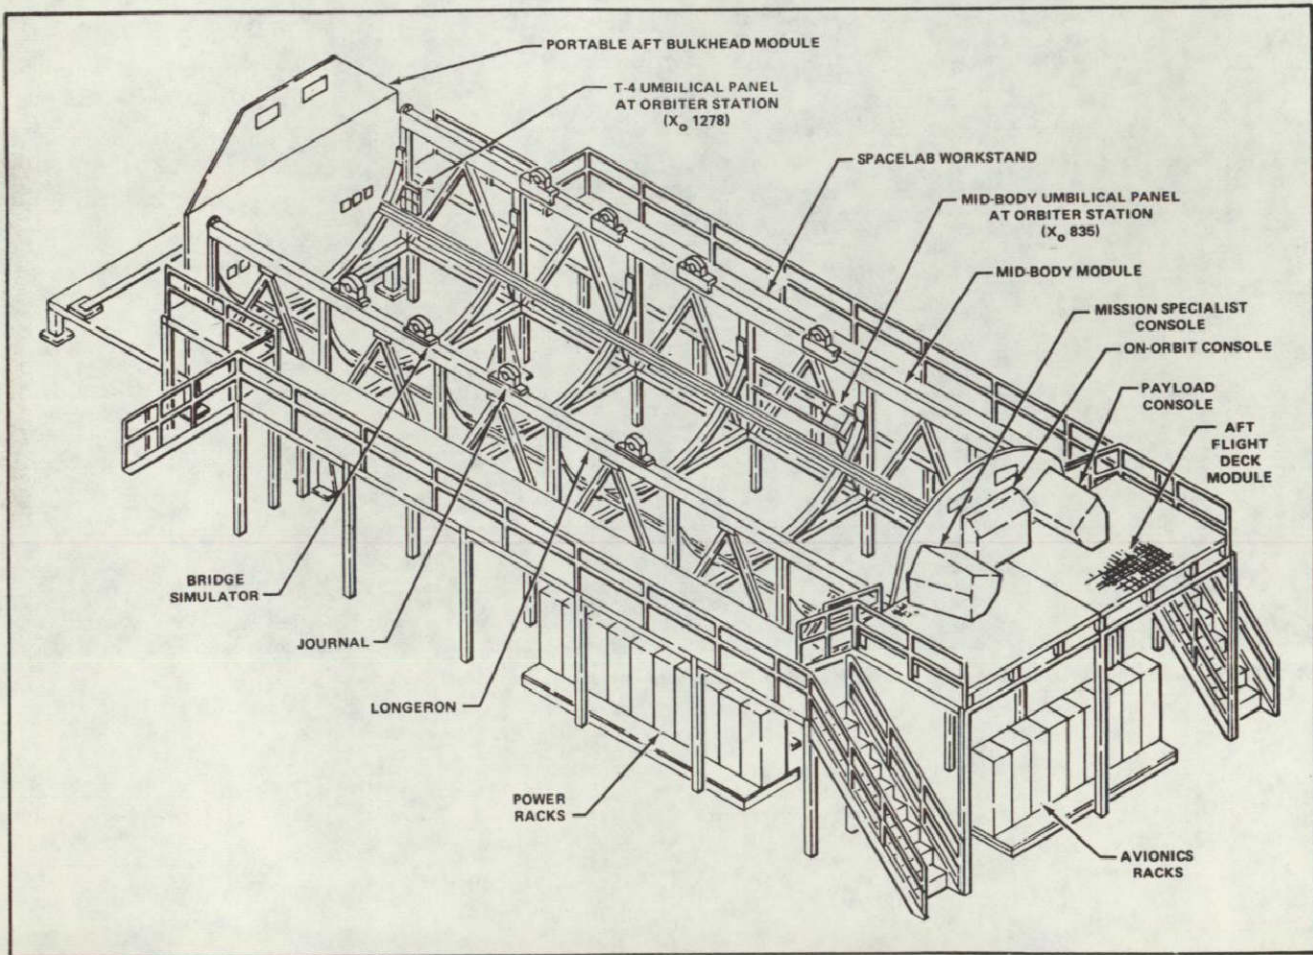 PORTABLE AFT BULKHEAD MODULE
T-4 UMBILICAL PANEL
AT ORBITER STATION
(Xo 1278)
SPACELAB WORKSTAND
MID-BODY UMBILICAL PANEL
AT ORBITER STATION
(Xo 835)
MID-BODY MODULE
MISSION SPECIALIST
CONSOLE
ON-ORBIT CONSOLE
PAYLOAD
CONSOLE
AFT
FLIGHT
DECK
MODULE
BRIDGE
SIMULATOR
JOURNAL
LONGERON
POWER
RACKS
AVIONICS
RACKS